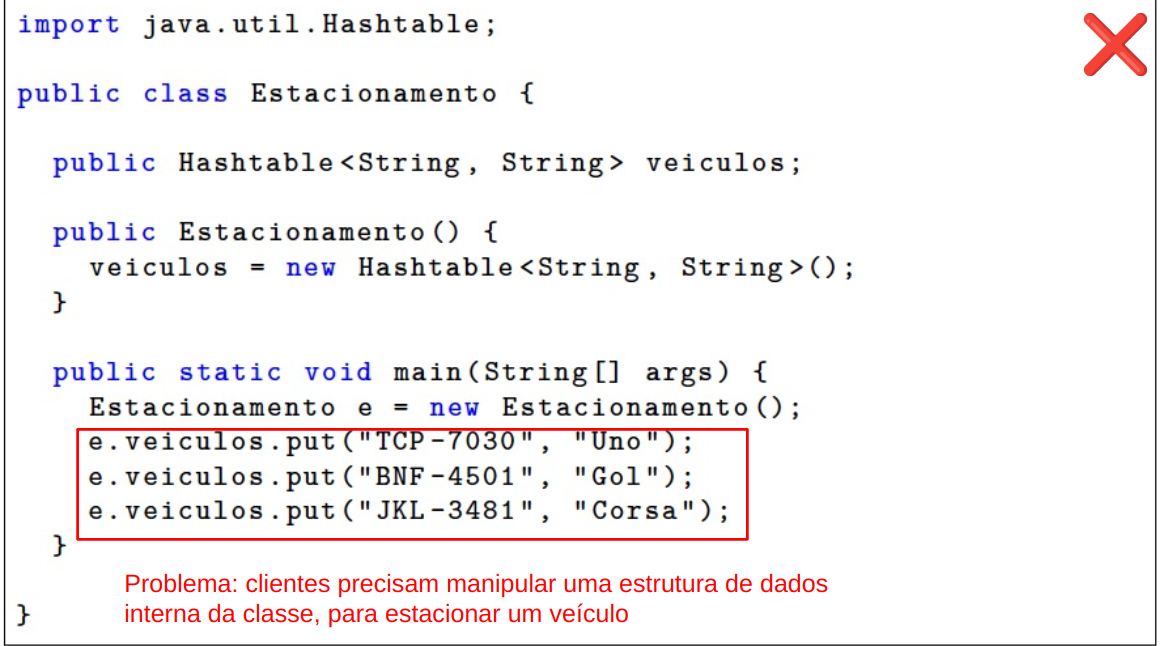 import java.util.Hashtable;
public class Estacionamento {
public Hashtable<String, String> veiculos;
public Estacionamento() {
veiculos = new Hashtable<String, String>();
}
public static void main(String[] args) {
Estacionamento e = new Estacionamento();
e.veiculos.put("TCP-7030", "Uno");
e.veiculos.put("BNF-4501", "Gol");
e.veiculos.put("JKL-3481", "Corsa");
}
Problema: clientes precisam manipular uma estrutura de dados
interna da classe, para estacionar um veículo
}